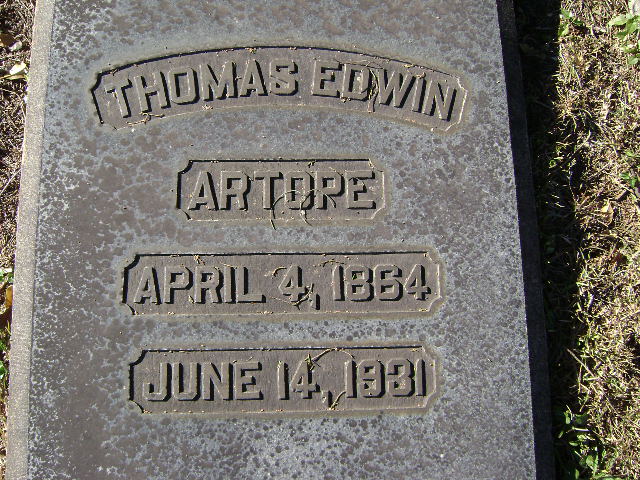 THOMAS EDWIN
ARTOPE
APRIL 4, 1864
JUNE 14, 1931